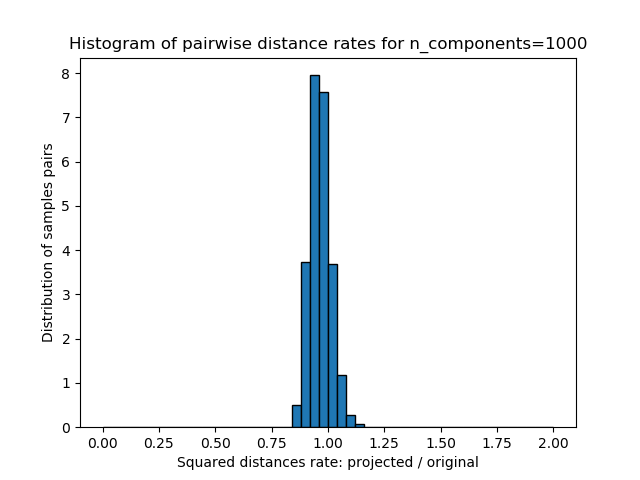 Histogram of pairwise distance rates for n_components=1000
Distribution of samples pairs
8
7
6
5
4
3
2
1
0
0.00 0.25 0.50 0.75 1.00 1.25 1.50 1.75 2.00
Squared distances rate: projected / original